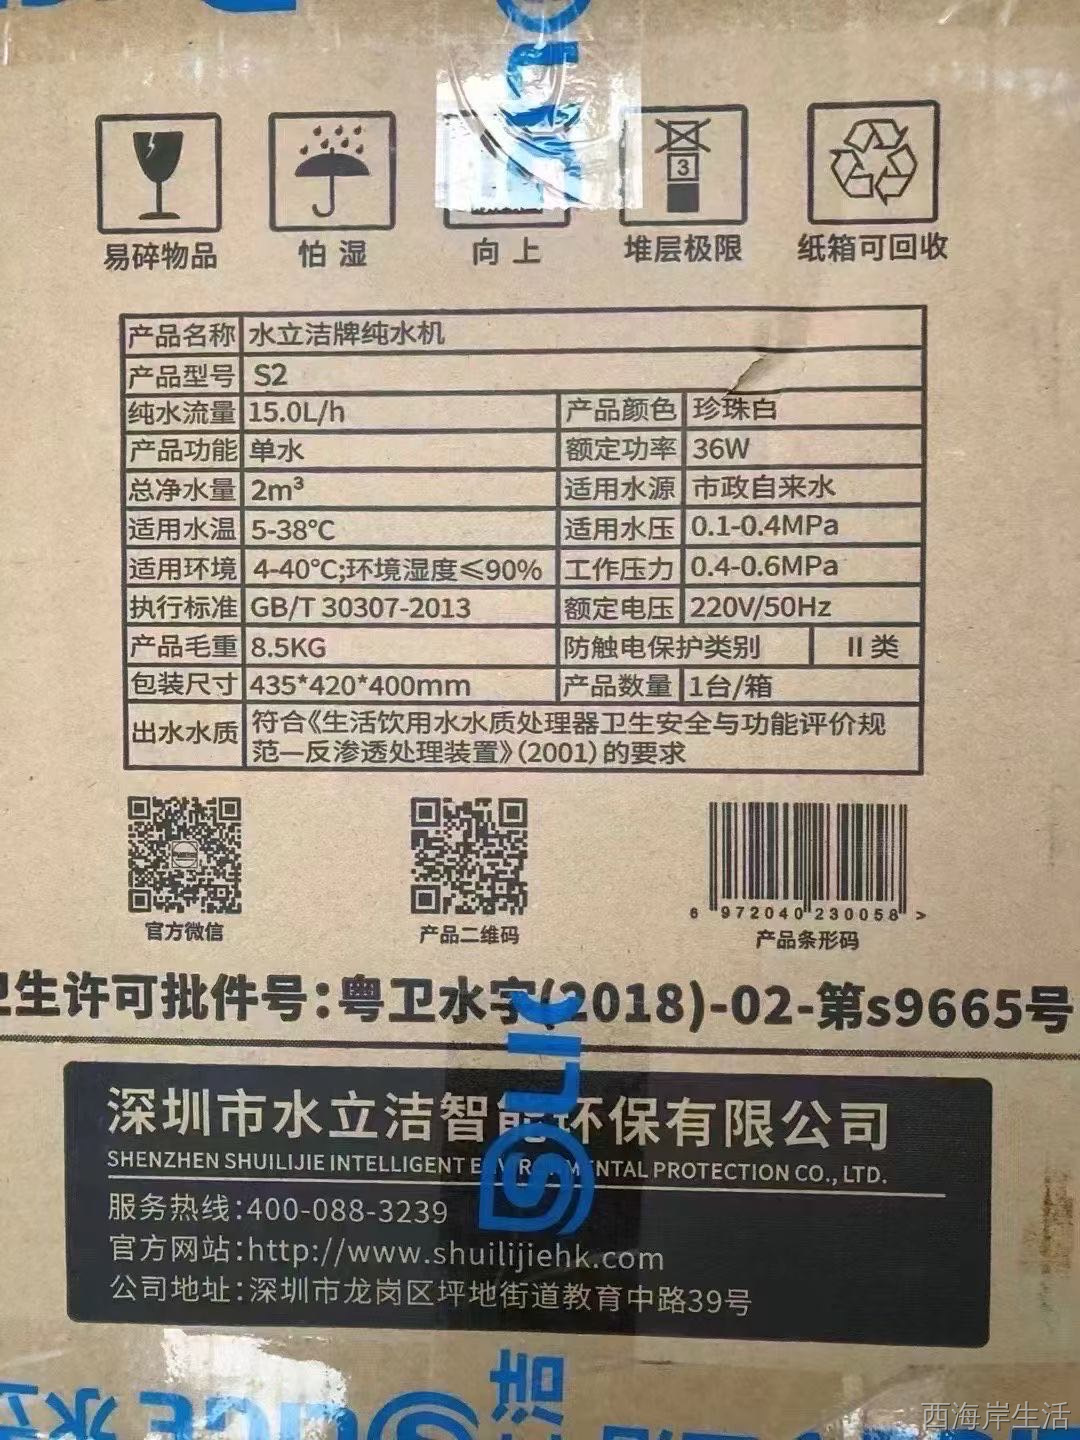 3
易碎物品
怕湿
向上
堆层极限
纸箱可回收
产品名称 水立洁牌纯水机
产品型号 S2
纯水流量 15.0L/h 产品颜色 珍珠白
产品功能 单水 额定功率 36W
总净水量 2m³ 适用水源 市政自来水
适用水温 5-38℃ 适用水压 0.1-0.4MPa
适用环境 4-40℃;环境湿度≤90% 工作压力 0.4-0.6MPa
执行标准 GB/T 30307-2013 额定电压 220V/50Hz
产品毛重 8.5KG 防触电保护类别 II类
包装尺寸 435*420*400mm 产品数量 1台/箱
出水水质 符合《生活饮用水水质处理器卫生安全与功能评价规
范—反渗透处理装置》(2001)的要求
官方微信
产品二维码
6 972040 230058 >
产品条形码
卫生许可批件号:粤卫水字(2018)-02-第s9665号
深圳市水立洁智能环保有限公司
SHENZHEN SHUILIJIE INTELLIGENT ENVIRONMENTAL PROTECTION CO., LTD.
服务热线:400-088-3239
官方网站:http://www.shuilijiehk.com
公司地址:深圳市龙岗区坪地街道教育中路39号
洁
西海岸生活